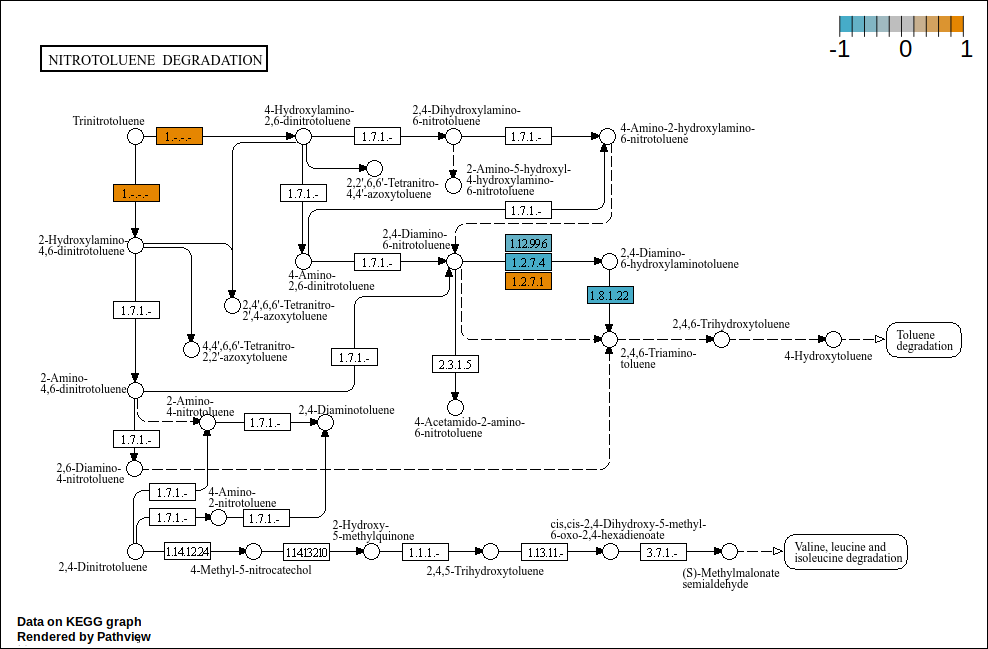 -1 0 1
NITROTOLUENE DEGRADATION
Trinitrotoluene
1.-.-.-
4-Hydroxylamino-
2,6-dinitrotoluene
1.7.1.-
2,4-Dihydroxylamino-
6-nitrotoluene
1.7.1.-
4-Amino-2-hydroxylamino-
6-nitrotoluene
1.-.-.-
1.7.1.-
2,2',6,6'-Tetranitro-
4,4'-azoxytoluene
2-Amino-5-hydroxyl-
4-hydroxylamino-
6-nitrotoluene
1.7.1.-
2-Hydroxylamino-
4,6-dinitrotoluene
2,4-Diamino-
6-nitrotoluene
1.12.99.6
1.2.7.4
1.2.7.1
2,4-Diamino-
6-hydroxylaminotoluene
1.7.1.-
4-Amino-
2,6-dinitrotoluene
1.8.1.22
1.7.1.-
2,4',6,6'-Tetranitro-
2',4-azoxytoluene
4,4',6,6'-Tetranitro-
2,2'-azoxytoluene
1.7.1.-
2.3.1.5
2,4,6-Triamino-
toluene
2,4,6-Trihydroxytoluene
4-Hydroxytoluene
Toluene
degradation
2-Amino-
4,6-dinitrotoluene
2-Amino-
4-nitrotoluene
1.7.1.-
2,4-Diaminotoluene
4-Acetamido-2-amino-
6-nitrotoluene
1.7.1.-
2,6-Diamino-
4-nitrotoluene
1.7.1.-
4-Amino-
2-nitrotoluene
1.7.1.-
1.7.1.-
2,4-Dinitrotoluene
1.14.12.24
4-Methyl-5-nitrocatechol
1.14.13.210
2-Hydroxy-
5-methylquinone
1.1.1.-
2,4,5-Trihydroxytoluene
1.13.11.-
cis,cis-2,4-Dihydroxy-5-methyl-
6-oxo-2,4-hexadienoate
3.7.1.-
(S)-Methylmalonate
semialdehyde
Valine, leucine and
isoleucine degradation
Data on KEGG graph
Rendered by Pathview